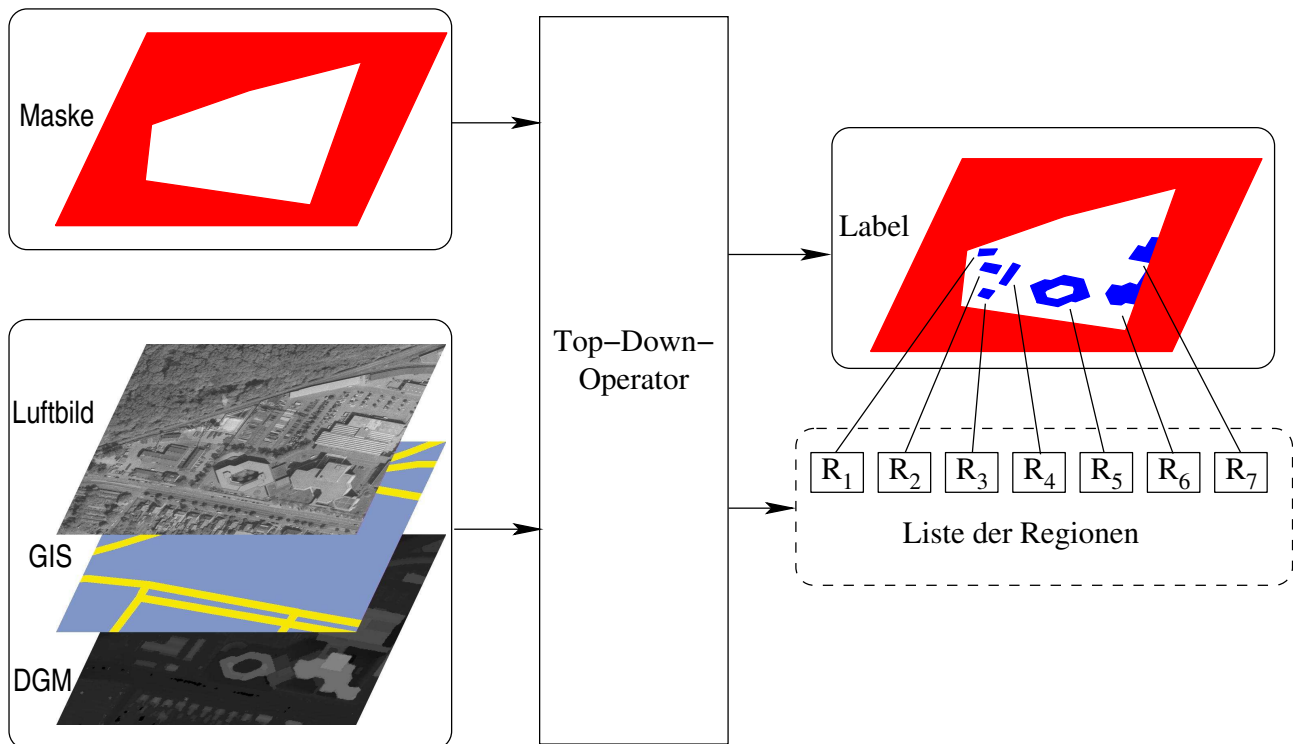 Maske
Luftbild
GIS
DGM
Top−Down−
Operator
Label
R1 R2 R3 R4 R5 R6 R7
Liste der Regionen